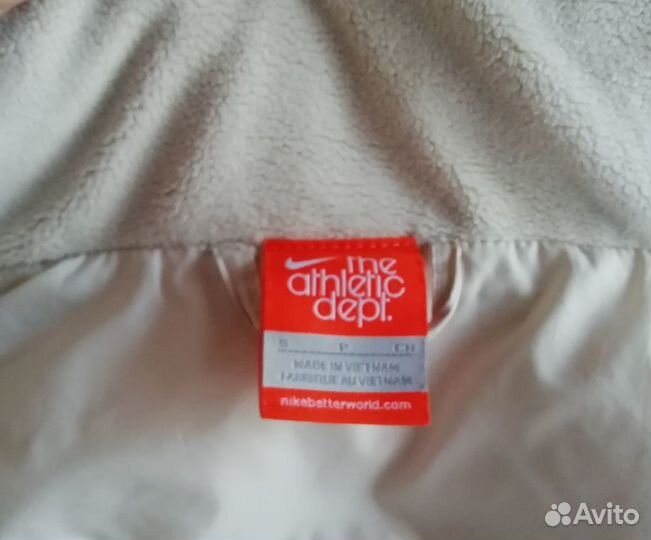 the
athletic
dept.
S P CH
MADE IN VIETNAM
FABRIQUE AU VIETNAM
nikebetterworld.com
Avito